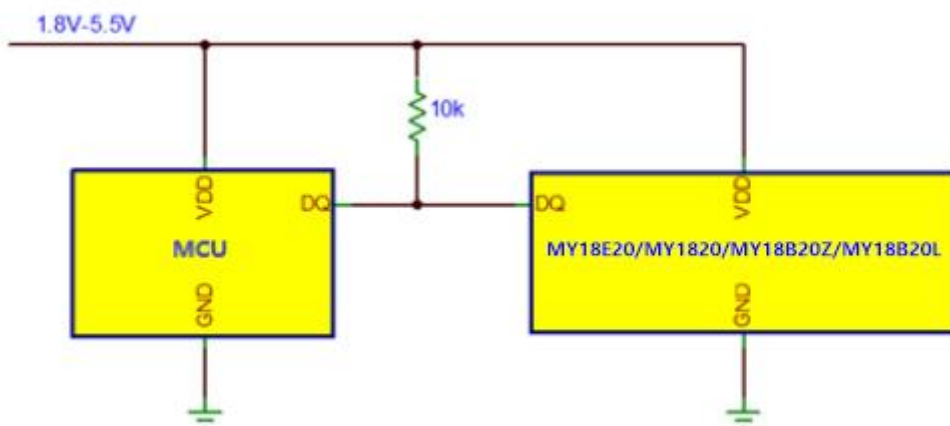 1.8V-5.5V
10k
VDD
DQ
MCU
GND
DQ
VDD
MY18E20/MY1820/MY18B20Z/MY18B20L
GND